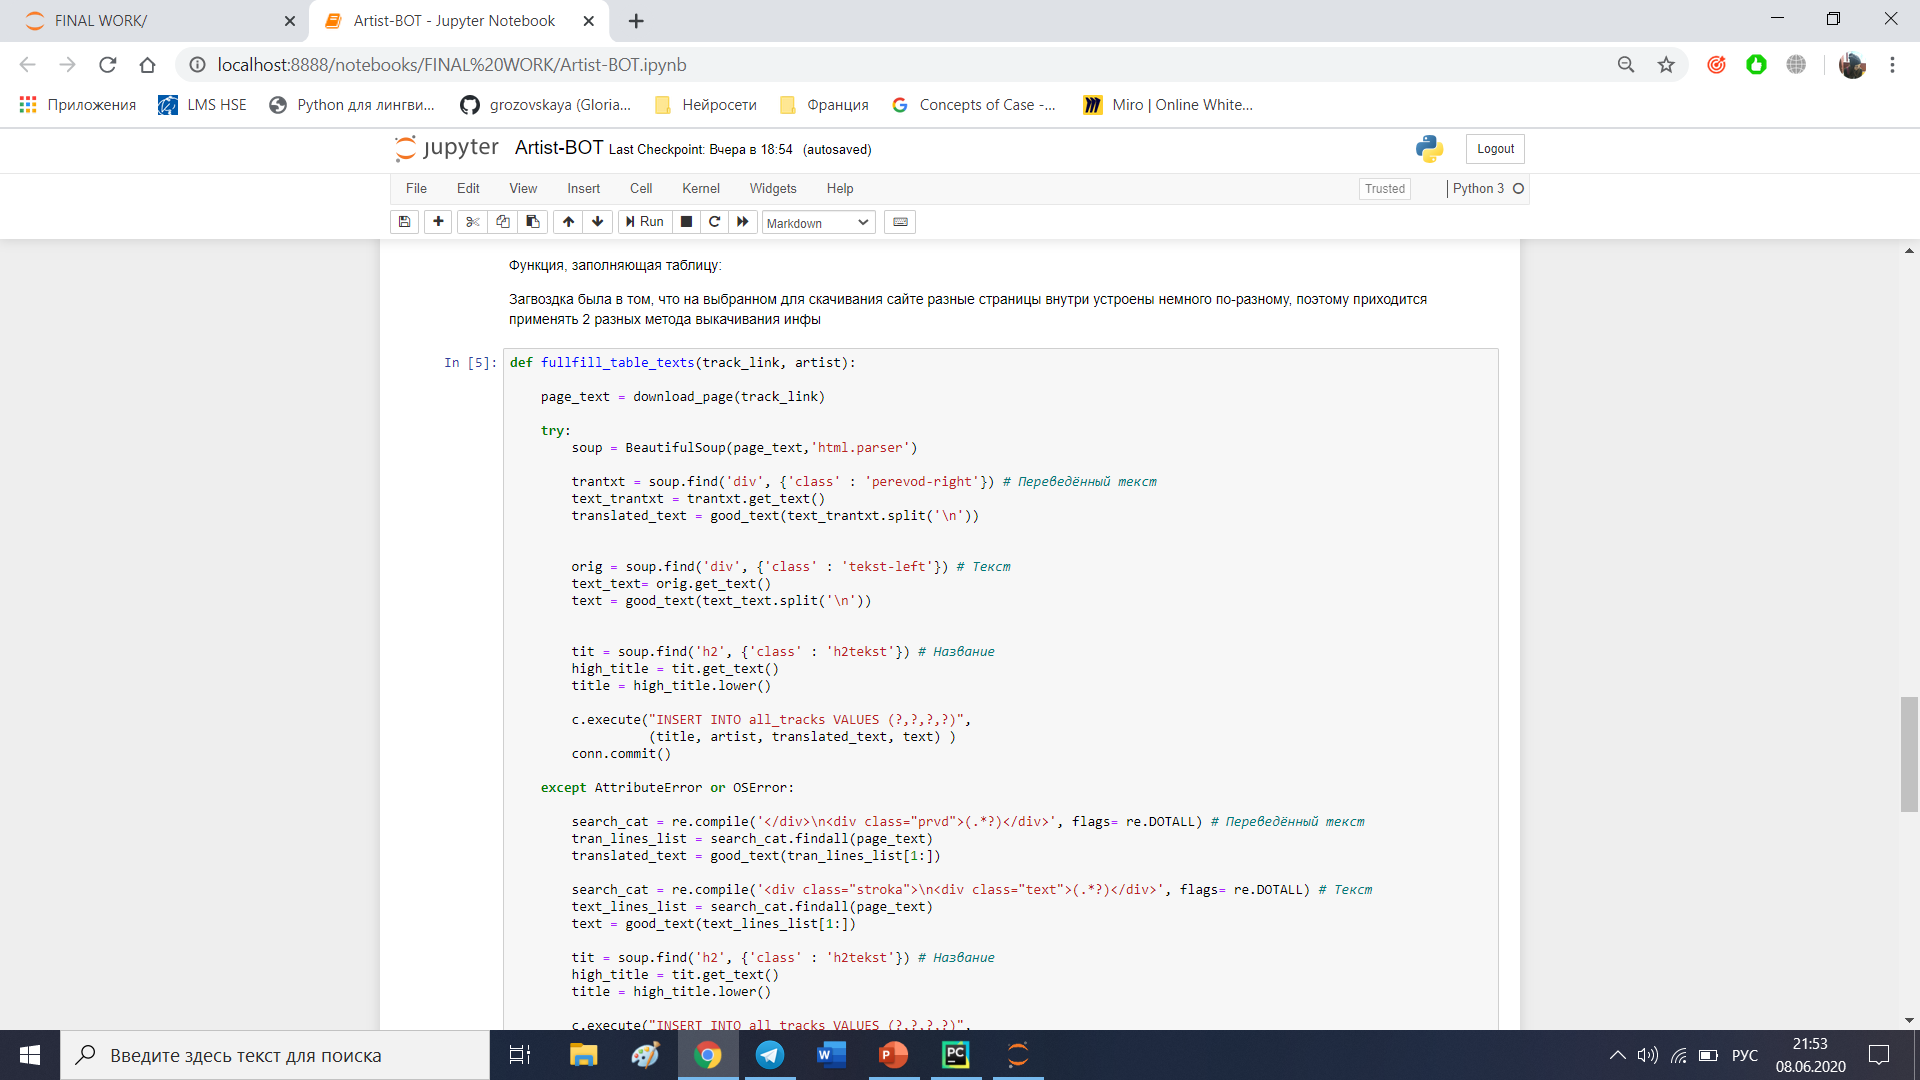 FINAL WORK/
Artist-BOT - Jupyter Notebook
localhost:8888/notebooks/FINAL%20WORK/Artist-BOT.ipynb
Приложения
LMS HSE
Python для лингви...
grozovskaya (Gloria...
Нейросети
Франция
Concepts of Case -...
Miro | Online White...
jupyter Artist-BOT Last Checkpoint: Вчера в 18:54 (autosaved)
Logout
File Edit View Insert Cell Kernel Widgets Help
Trusted
Python 3
Run
Markdown
Функция, заполняющая таблицу:
Загвоздка была в том, что на выбранном для скачивания сайте разные страницы внутри устроены немного по-разному, поэтому приходится
применять 2 разных метода выкачивания инфы
In [5]:
def fullfill_table_texts(track_link, artist):
page_text = download_page(track_link)
try:
soup = BeautifulSoup(page_text,'html.parser')
trantxt = soup.find('div', {'class' : 'perevod-right'}) # Переведённый текст
text_trantxt = trantxt.get_text()
translated_text = good_text(text_trantxt.split('\n'))
orig = soup.find('div', {'class' : 'tekst-left'}) # Текст
text_text= orig.get_text()
text = good_text(text_text.split('\n'))
tit = soup.find('h2', {'class' : 'h2tekst'}) # Название
high_title = tit.get_text()
title = high_title.lower()
c.execute("INSERT INTO all_tracks VALUES (?,?,?,?)",
(title, artist, translated_text, text) )
conn.commit()
except AttributeError or OSError:
search_cat = re.compile('</div>\n<div class="prvd">(.*?)</div>', flags= re.DOTALL) # Переведённый текст
tran_lines_list = search_cat.findall(page_text)
translated_text = good_text(tran_lines_list[1:])
search_cat = re.compile('<div class="stroka">\n<div class="text">(.*?)</div>', flags= re.DOTALL) # Текст
text_lines_list = search_cat.findall(page_text)
text = good_text(text_lines_list[1:])
tit = soup.find('h2', {'class' : 'h2tekst'}) # Название
high_title = tit.get_text()
title = high_title.lower()
c.execute("INSERT INTO all_tracks VALUES (?,?,?,?)",
Введите здесь текст для поиска
РУС
21:53
08.06.2020